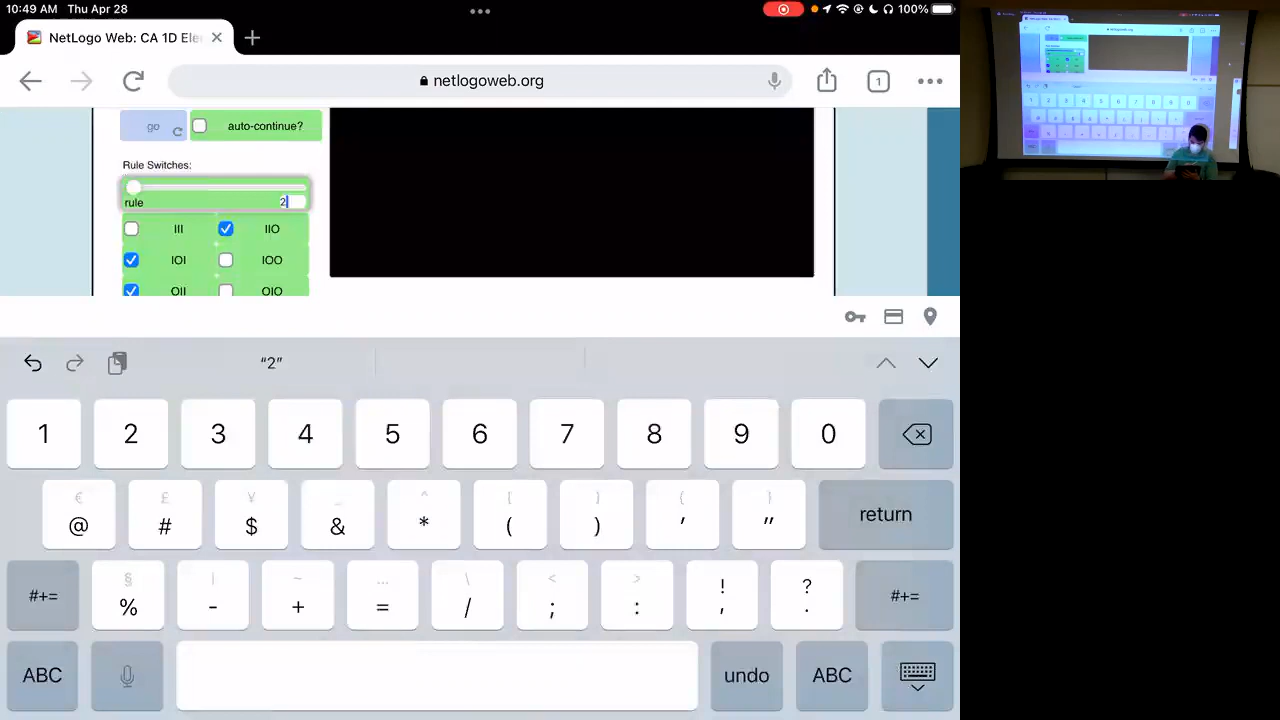 10:49 AM Thu Apr 28
100%
NetLogo Web: CA 1D Ele
netlogoweb.org
1
go
auto-continue?
Rule Switches:
rule 2
III IIO
IOI IOO
OII OIO
“2”
1 2 3 4 5 6 7 8 9 0
€ £ ¥ _ ^ [ ] { }
@ # $ & * ( ) ' " return
§ | ~ … \ < > ! ?
#+= % - + = / ; : , . #+=
ABC undo ABC